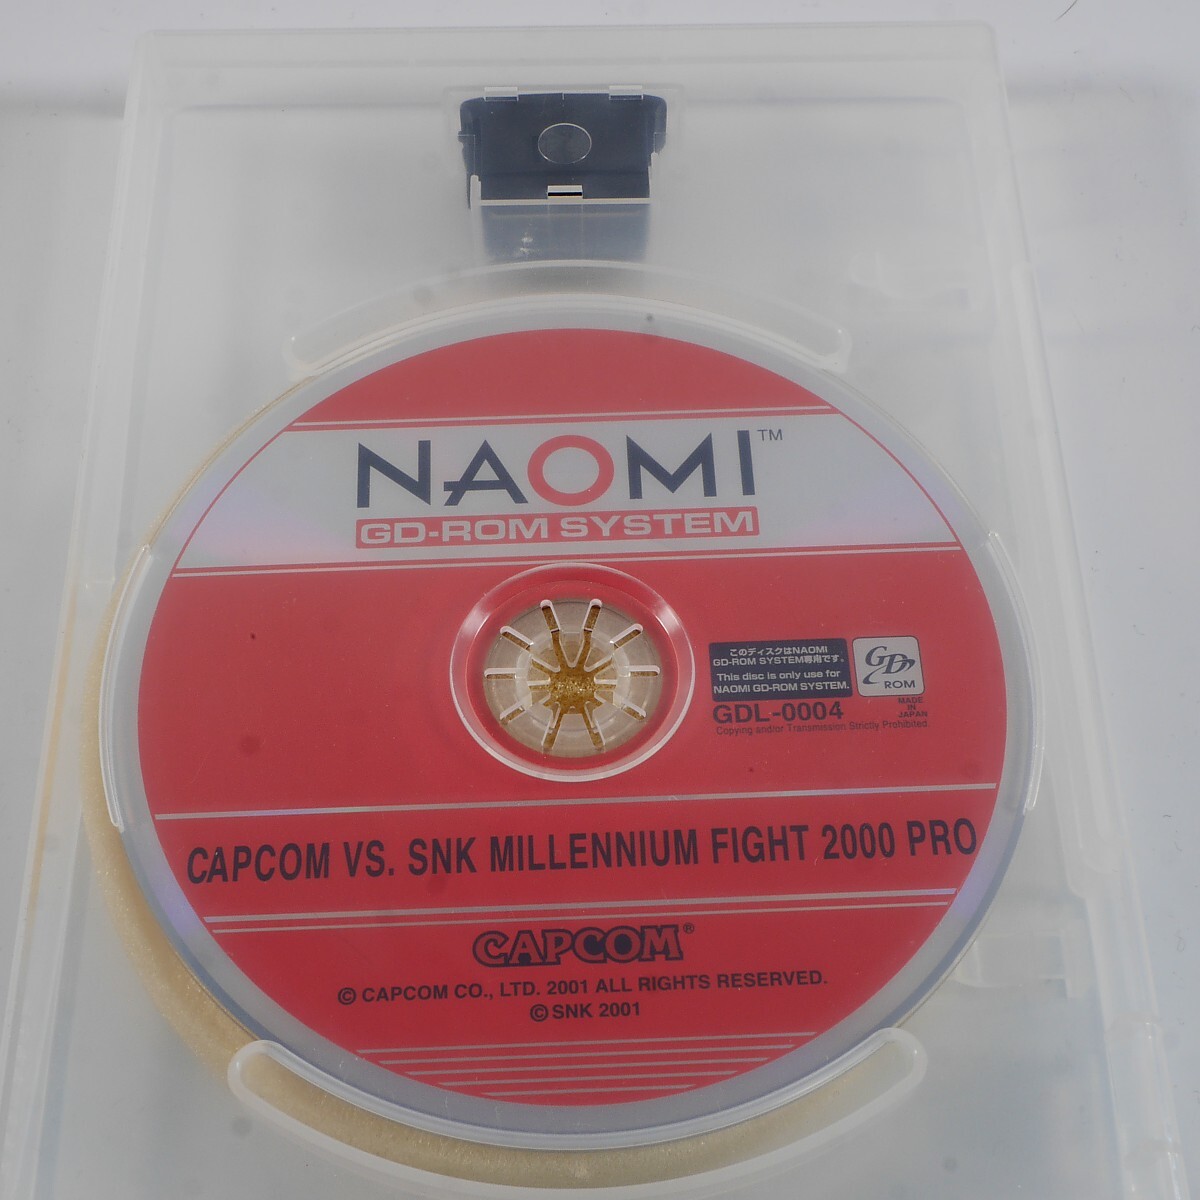 NAOMI™
GD-ROM SYSTEM
このディスクはNAOMI
GD-ROM SYSTEM専用です。
This disc is only use for
NAOMI GD-ROM SYSTEM.
GD
ROM
GDL-0004
MADE
IN
JAPAN
Copying and/or Transmission Strictly Prohibited.
CAPCOM VS. SNK MILLENNIUM FIGHT 2000 PRO
CAPCOM®
© CAPCOM CO., LTD. 2001 ALL RIGHTS RESERVED.
© SNK 2001